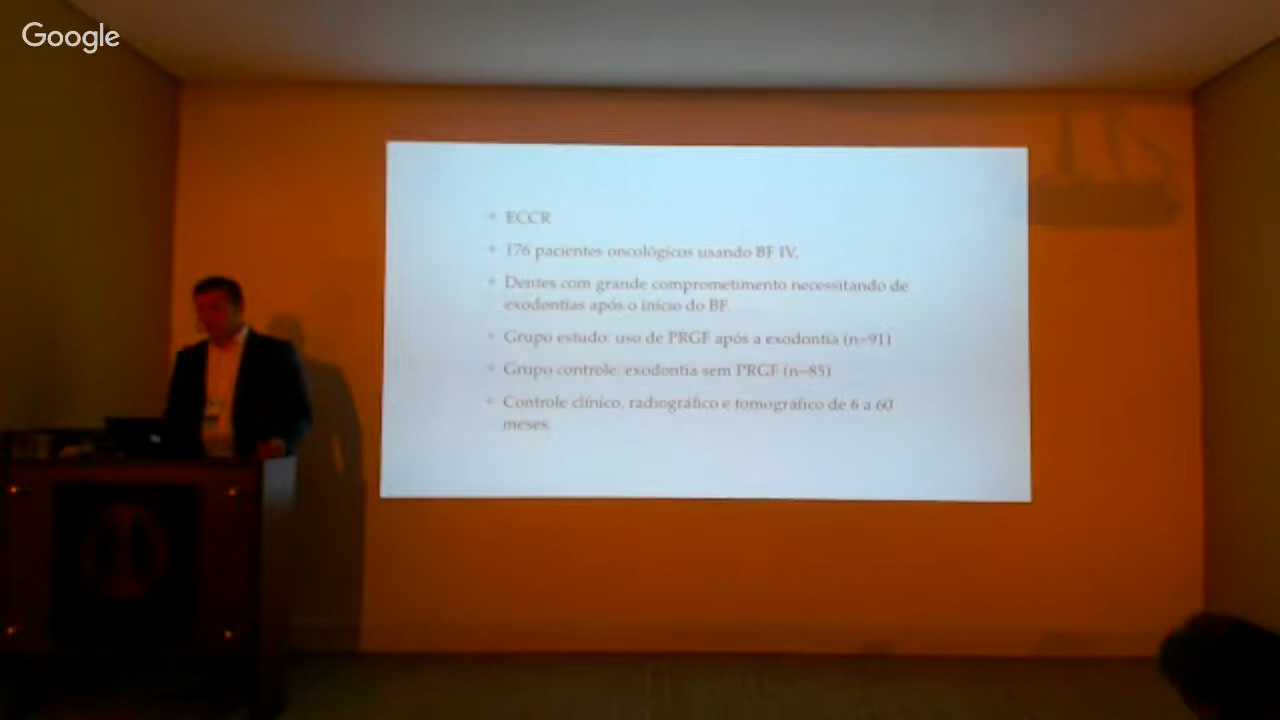 Google
ECCR
176 pacientes oncológicos usando BF IV.
Dentes com grande comprometimento necessitando de
exodontias após o início do BF.
Grupo estudo: uso de PRGF após a exodontia (n=91)
Grupo controle: exodontia sem PRGF (n=85)
Controle clínico, radiográfico e tomográfico de 6 a 60
meses.